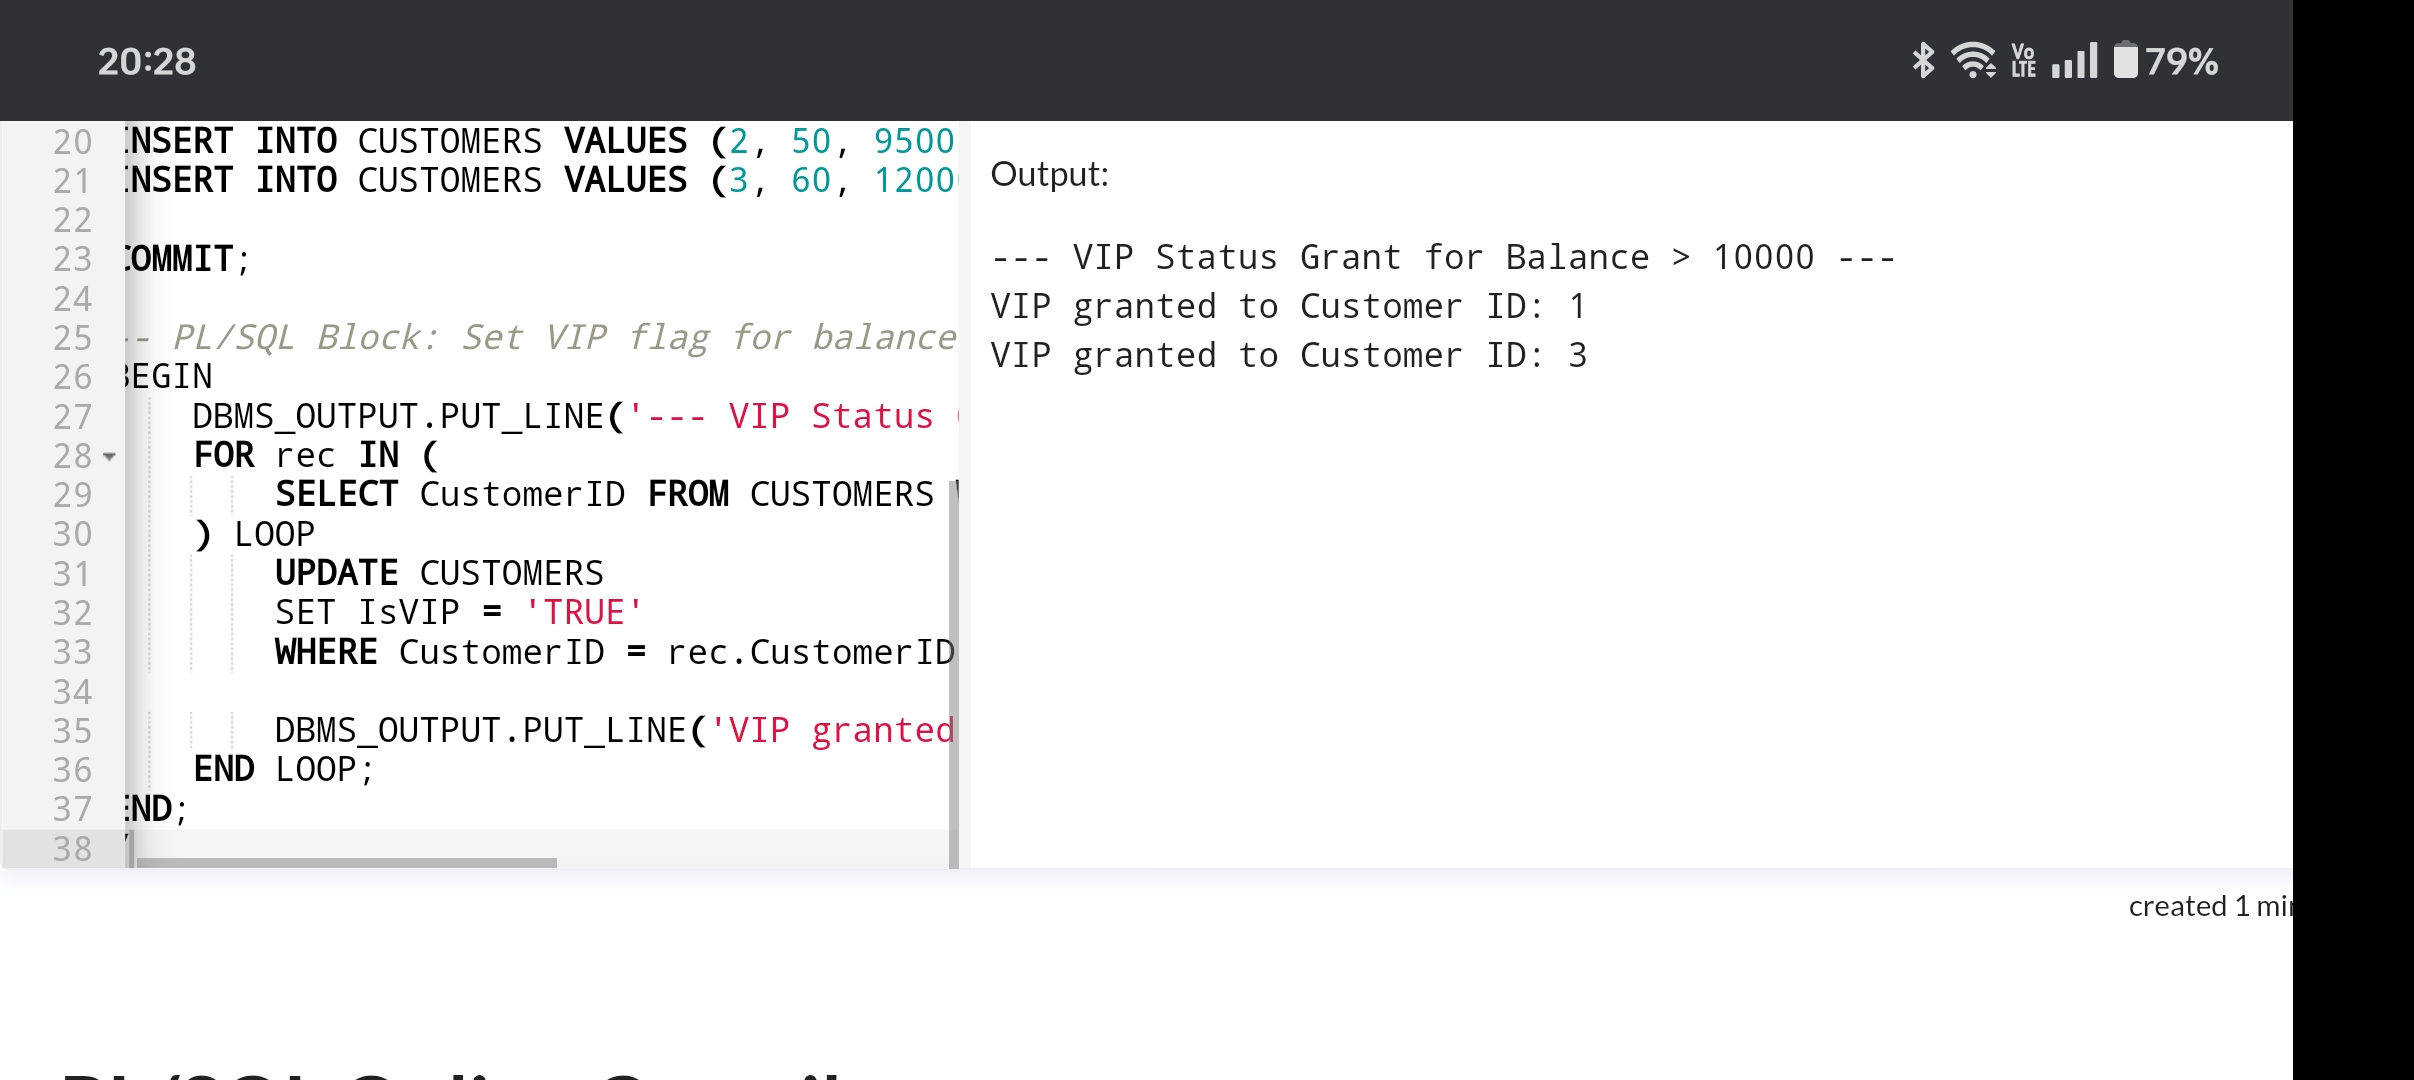 20:28
Vo LTE 79%
20 INSERT INTO CUSTOMERS VALUES (2, 50, 9500
21 INSERT INTO CUSTOMERS VALUES (3, 60, 1200
22
23 COMMIT;
24
25 -- PL/SQL Block: Set VIP flag for balance
26 BEGIN
27 DBMS_OUTPUT.PUT_LINE('--- VIP Status
28 FOR rec IN (
29 SELECT CustomerID FROM CUSTOMERS
30 ) LOOP
31 UPDATE CUSTOMERS
32 SET IsVIP = 'TRUE'
33 WHERE CustomerID = rec.CustomerID
34
35 DBMS_OUTPUT.PUT_LINE('VIP granted
36 END LOOP;
37 END;
38 /
Output:
--- VIP Status Grant for Balance > 10000 ---
VIP granted to Customer ID: 1
VIP granted to Customer ID: 3
created 1 min